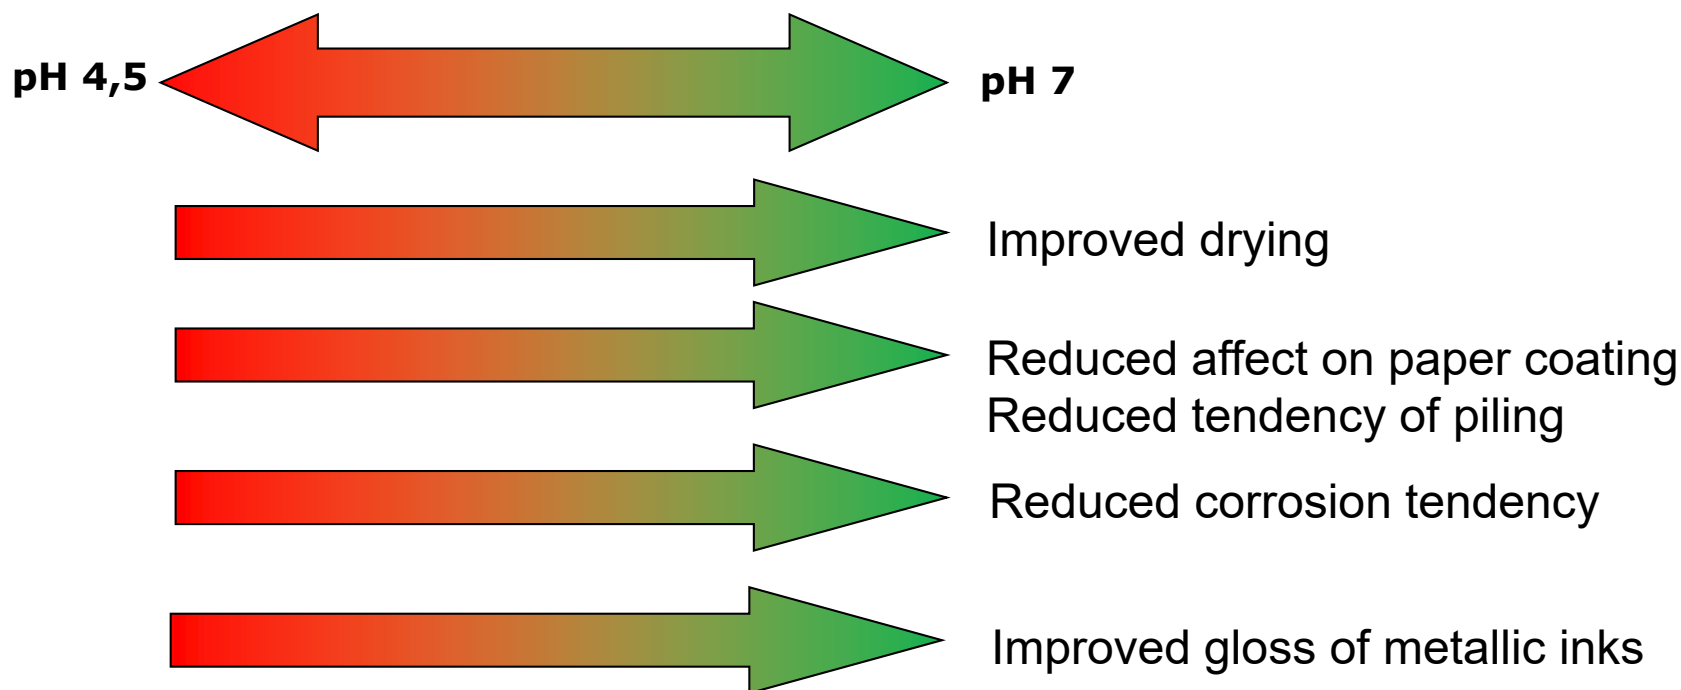 pH 4,5
pH 7
Improved drying
Reduced affect on paper coating
Reduced tendency of piling
Reduced corrosion tendency
Improved gloss of metallic inks